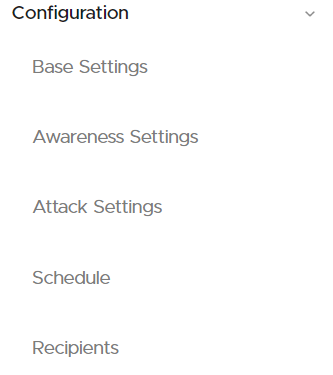 Configuration
Base Settings
Awareness Settings
Attack Settings
Schedule
Recipients